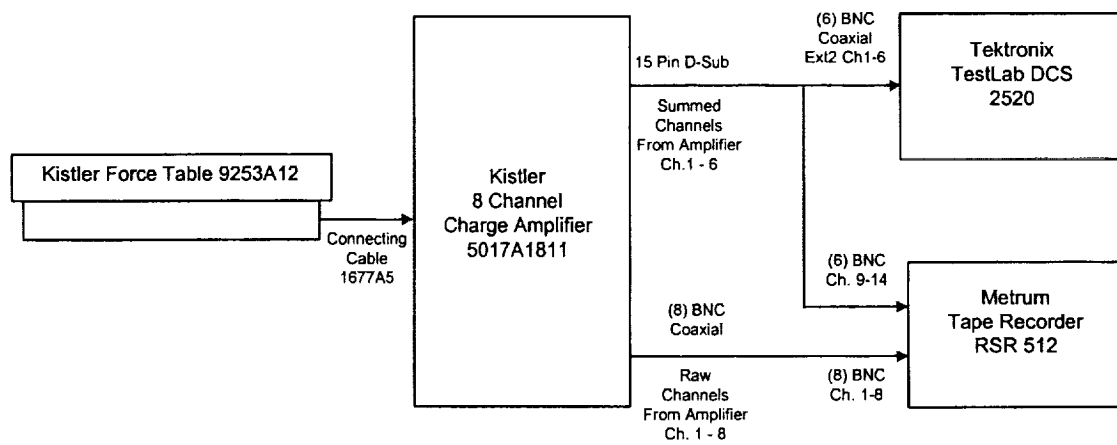 Kistler Force Table 9253A12
Connecting
Cable
1677A5
Kistler
8 Channel
Charge Amplifier
5017A1811
15 Pin D-Sub
Summed
Channels
From Amplifier
Ch.1 - 6
(6) BNC
Coaxial
Ext2 Ch1-6
Tektronix
TestLab DCS
2520
(6) BNC
Ch. 9-14
(8) BNC
Coaxial
Raw
Channels
From Amplifier
Ch. 1 - 8
(8) BNC
Ch. 1-8
Metrum
Tape Recorder
RSR 512